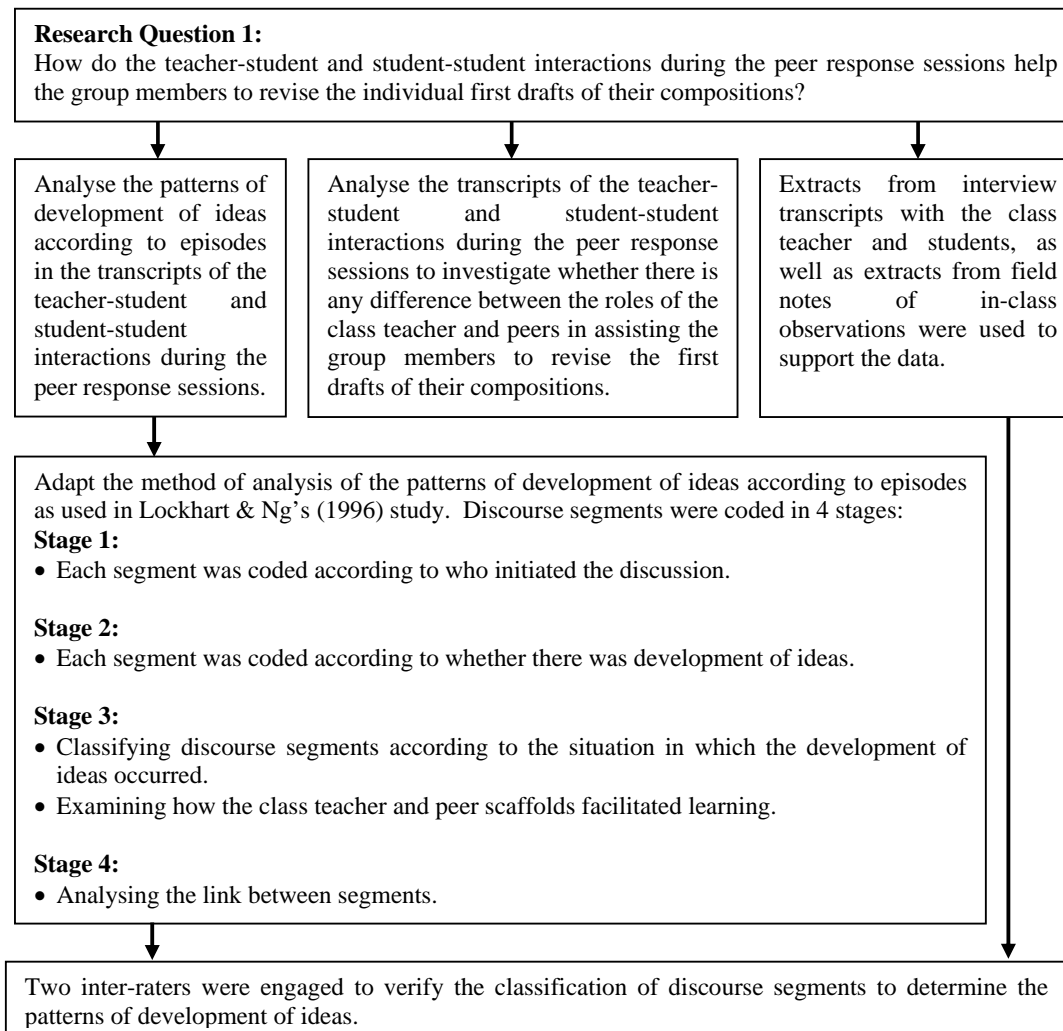 Research Question 1:
How do the teacher-student and student-student interactions during the peer response sessions help
the group members to revise the individual first drafts of their compositions?
Analyse the patterns of
development of ideas
according to episodes
in the transcripts of the
teacher-student and
student-student
interactions during the
peer response sessions.
Analyse the transcripts of the teacher-
student and student-student
interactions during the peer response
sessions to investigate whether there is
any difference between the roles of the
class teacher and peers in assisting the
group members to revise the first
drafts of their compositions.
Extracts from interview
transcripts with the class
teacher and students, as
well as extracts from field
notes of in-class
observations were used to
support the data.
Adapt the method of analysis of the patterns of development of ideas according to episodes
as used in Lockhart & Ng's (1996) study. Discourse segments were coded in 4 stages:
Stage 1:
• Each segment was coded according to who initiated the discussion.
Stage 2:
• Each segment was coded according to whether there was development of ideas.
Stage 3:
• Classifying discourse segments according to the situation in which the development of
ideas occurred.
• Examining how the class teacher and peer scaffolds facilitated learning.
Stage 4:
• Analysing the link between segments.
Two inter-raters were engaged to verify the classification of discourse segments to determine the
patterns of development of ideas.